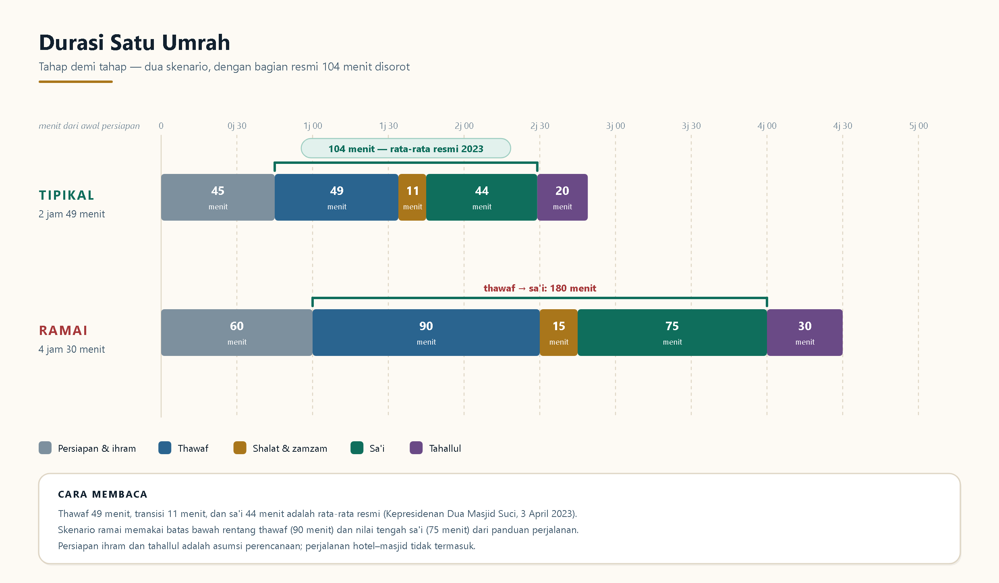 Durasi Satu Umrah
Tahap demi tahap — dua skenario, dengan bagian resmi 104 menit disorot
menit dari awal persiapan 0 0j 30 1j 00 1j 30 2j 00 2j 30 3j 00 3j 30 4j 00 4j 30 5j 00
104 menit — rata-rata resmi 2023
TIPIKAL
2 jam 49 menit
45 49 11 44 20
menit menit menit menit menit
thawaf → sa'i: 180 menit
RAMAI
4 jam 30 menit
60 90 15 75 30
menit menit menit menit menit
Persiapan & ihram Thawaf Shalat & zamzam Sa'i Tahallul
CARA MEMBACA
Thawaf 49 menit, transisi 11 menit, dan sa'i 44 menit adalah rata-rata resmi (Kepresidenan Dua Masjid Suci, 3 April 2023).
Skenario ramai memakai batas bawah rentang thawaf (90 menit) dan nilai tengah sa'i (75 menit) dari panduan perjalanan.
Persiapan ihram dan tahallul adalah asumsi perencanaan; perjalanan hotel–masjid tidak termasuk.